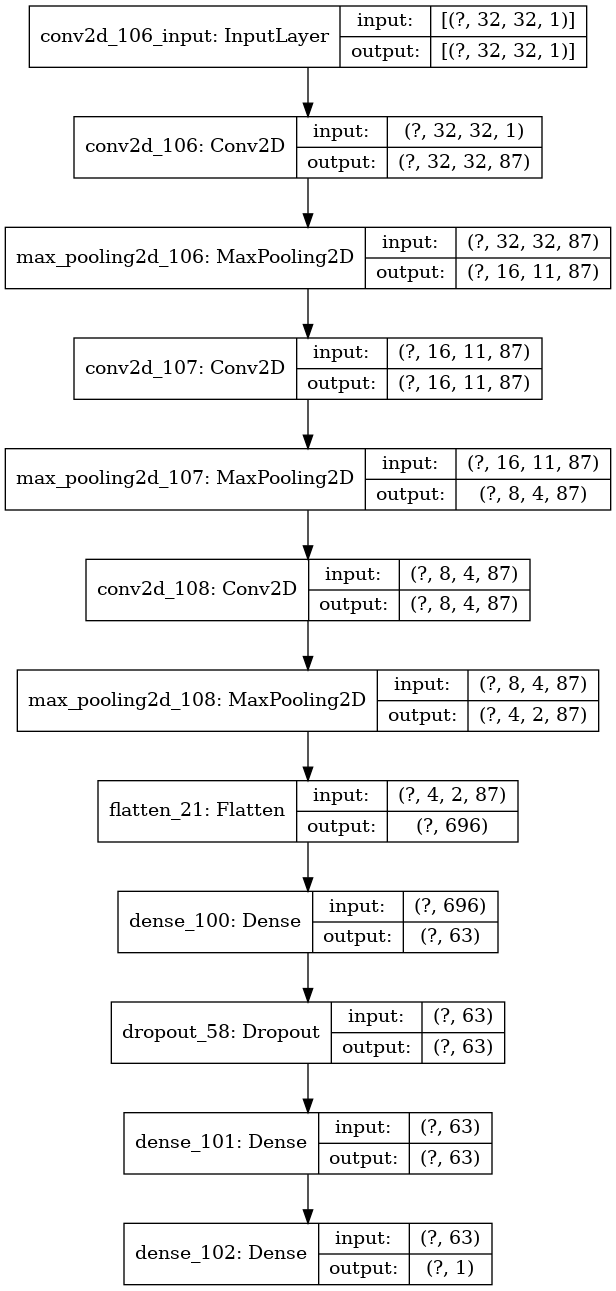 conv2d_106_input: InputLayer
input:
[(?, 32, 32, 1)]
output:
[(?, 32, 32, 1)]
conv2d_106: Conv2D
input:
(?, 32, 32, 1)
output:
(?, 32, 32, 87)
max_pooling2d_106: MaxPooling2D
input:
(?, 32, 32, 87)
output:
(?, 16, 11, 87)
conv2d_107: Conv2D
input:
(?, 16, 11, 87)
output:
(?, 16, 11, 87)
max_pooling2d_107: MaxPooling2D
input:
(?, 16, 11, 87)
output:
(?, 8, 4, 87)
conv2d_108: Conv2D
input:
(?, 8, 4, 87)
output:
(?, 8, 4, 87)
max_pooling2d_108: MaxPooling2D
input:
(?, 8, 4, 87)
output:
(?, 4, 2, 87)
flatten_21: Flatten
input:
(?, 4, 2, 87)
output:
(?, 696)
dense_100: Dense
input:
(?, 696)
output:
(?, 63)
dropout_58: Dropout
input:
(?, 63)
output:
(?, 63)
dense_101: Dense
input:
(?, 63)
output:
(?, 63)
dense_102: Dense
input:
(?, 63)
output:
(?, 1)